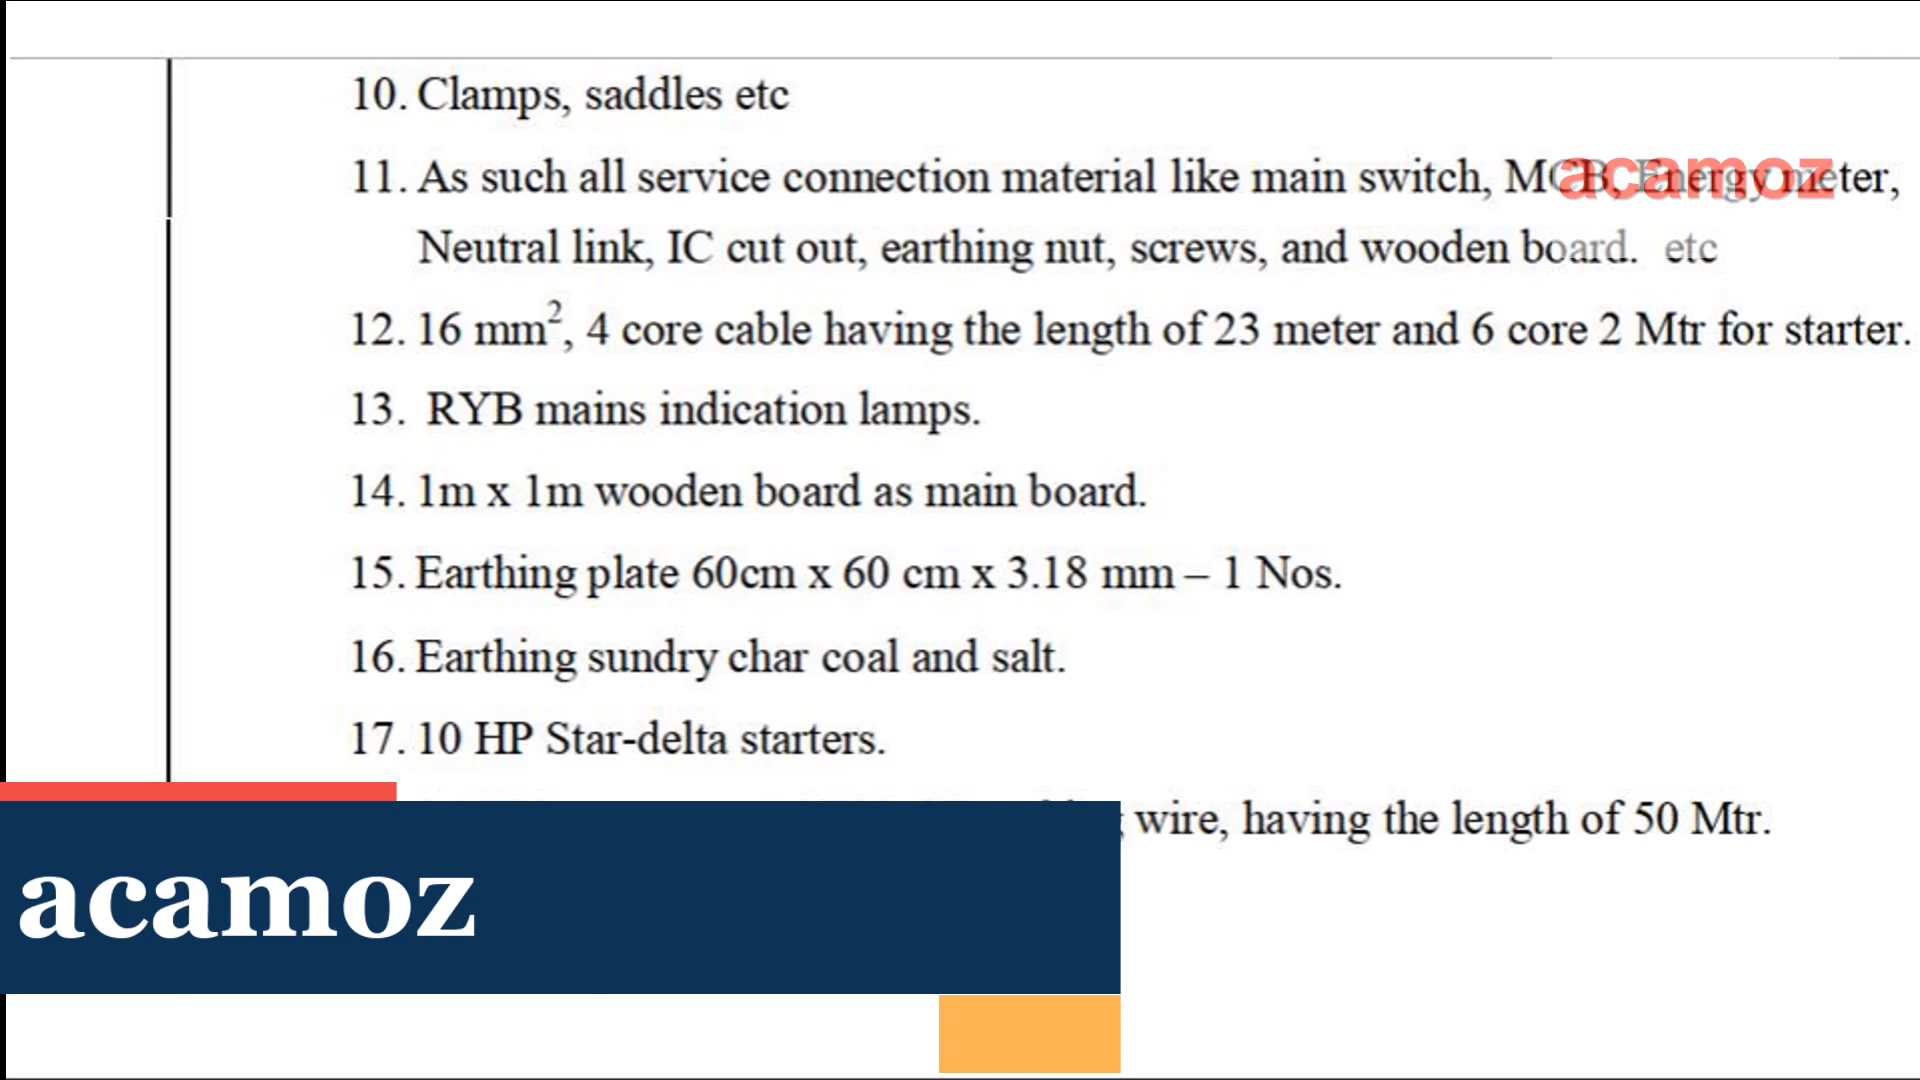 10. Clamps, saddles etc
11. As such all service connection material like main switch, MCB, Energy meter,
acamoz
Neutral link, IC cut out, earthing nut, screws, and wooden board. etc
12. 16 mm², 4 core cable having the length of 23 meter and 6 core 2 Mtr for starter.
13. RYB mains indication lamps.
14. 1m x 1m wooden board as main board.
15. Earthing plate 60cm x 60 cm x 3.18 mm – 1 Nos.
16. Earthing sundry char coal and salt.
17. 10 HP Star-delta starters.
wire, having the length of 50 Mtr.
acamoz